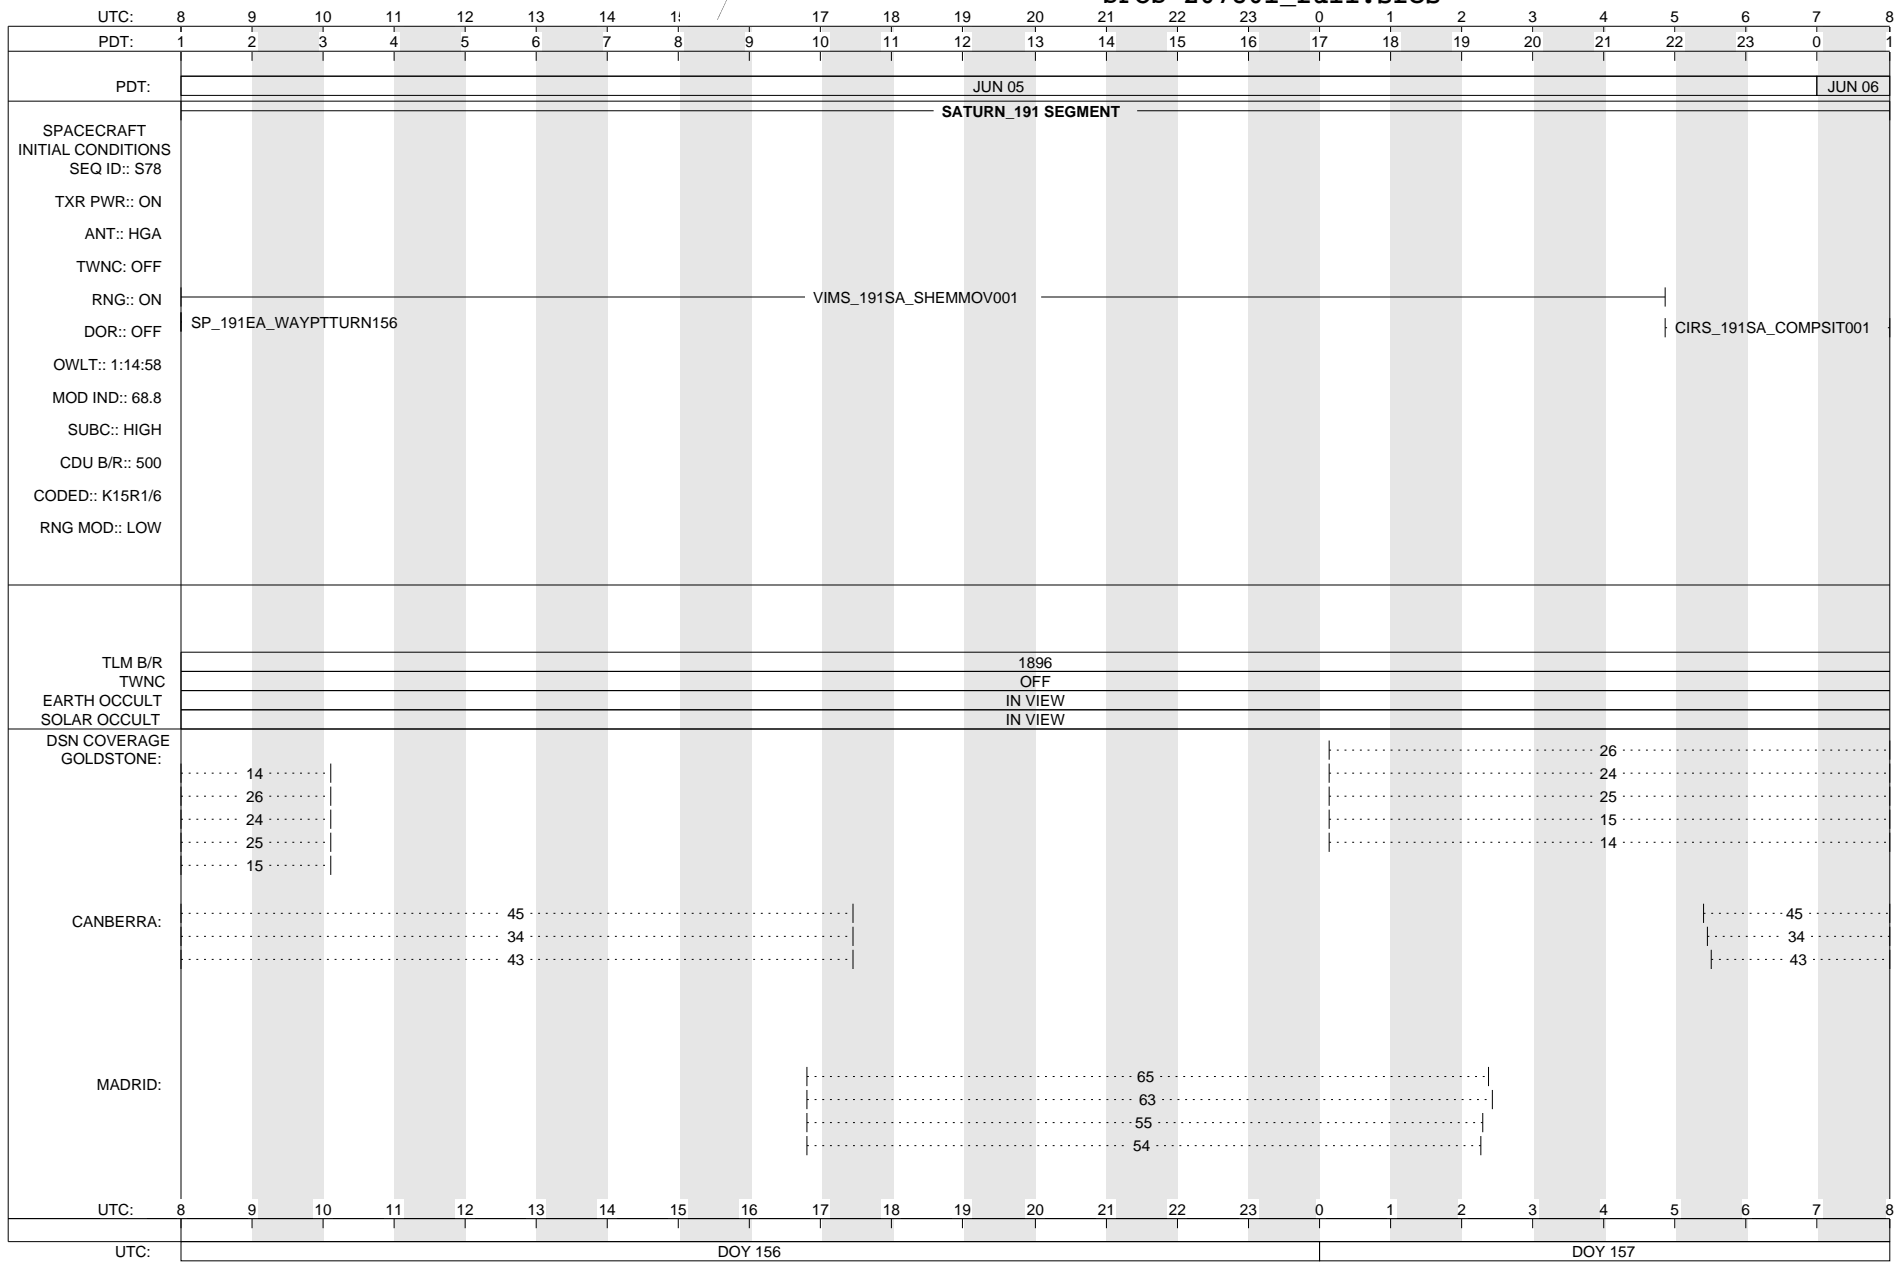 UTC: 8 9 10 11 12 13 14 17 18 19 20 21 22 23 0 1 2 3 4 5 6 7 8
PDT: 1 2 3 4 5 6 7 8 9 10 11 12 13 14 15 16 17 18 19 20 21 22 23 0 1
PDT: JUN 05 JUN 06
SATURN_191 SEGMENT
SPACECRAFT
INITIAL CONDITIONS
SEQ ID:: S78
TXR PWR:: ON
ANT:: HGA
TWNC: OFF
RNG:: ON VIMS_191SA_SHEMMOV001
SP_191EA_WAYPTTURN156
DOR:: OFF CIRS_191SA_COMPSIT001
OWLT:: 1:14:58
MOD IND:: 68.8
SUBC:: HIGH
CDU B/R:: 500
CODED:: K15R1/6
RNG MOD:: LOW
TLM B/R 1896
TWNC OFF
EARTH OCCULT IN VIEW
SOLAR OCCULT IN VIEW
DSN COVERAGE
GOLDSTONE: 26
14 24
26 25
24 15
25 14
15
CANBERRA: 45 45
34 34
43 43
MADRID: 65
63
55
54
UTC: 8 9 10 11 12 13 14 15 16 17 18 19 20 21 22 23 0 1 2 3 4 5 6 7 8
UTC: DOY 156 DOY 157